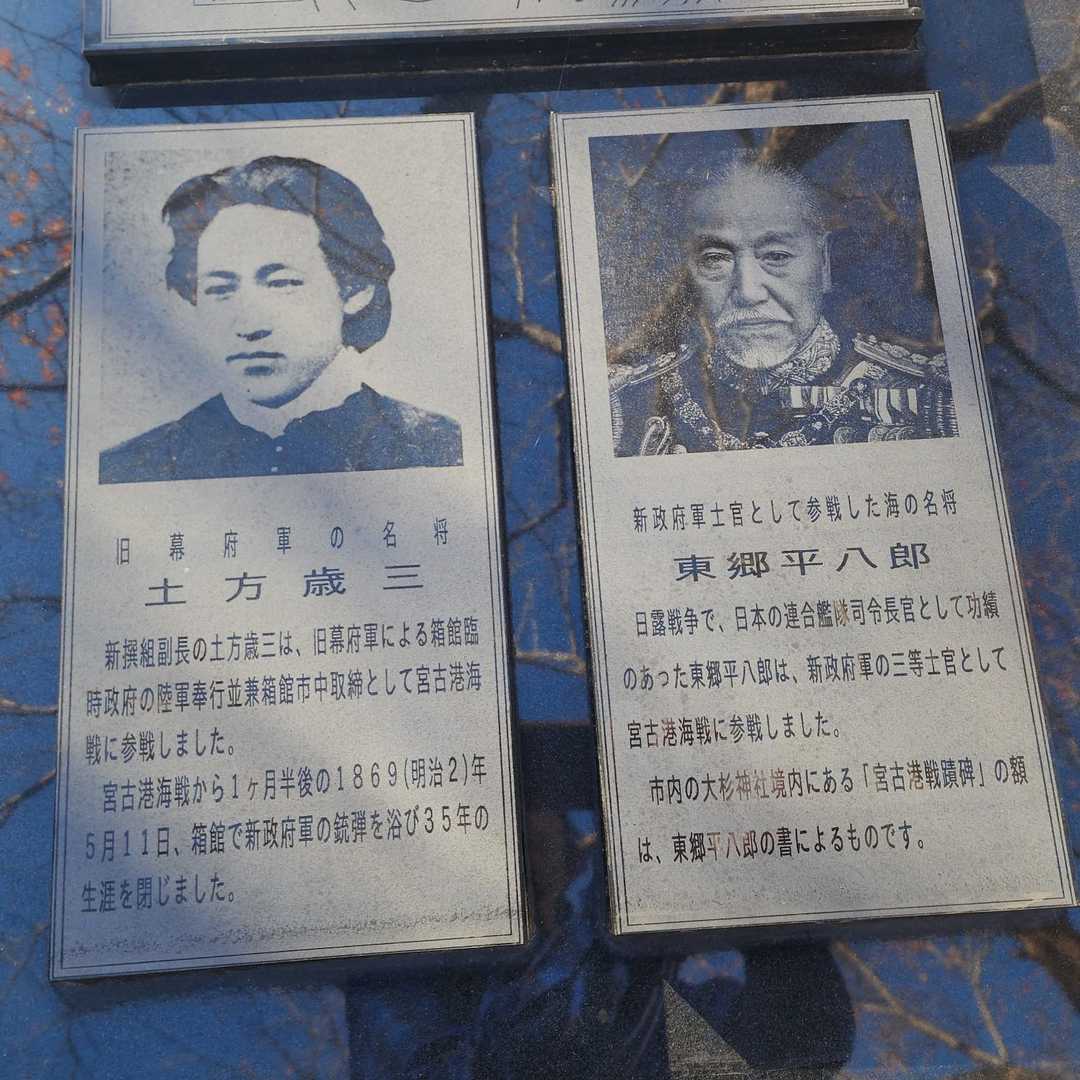 旧幕府軍の名将
土方歳三
新撰組副長の土方歳三は、旧幕府軍による箱館臨
時政府の陸軍奉行並兼箱館市中取締として宮古港海
戦に参戦しました。
宮古港海戦から1ヶ月半後の1869(明治2)年
5月11日、箱館で新政府軍の銃弾を浴び35年の
生涯を閉じました。
新政府軍士官として参戦した海の名将
東郷平八郎
日露戦争で、日本の連合艦隊司令長官として功績
のあった東郷平八郎は、新政府軍の三等士官として
宮古港海戦に参戦しました。
市内の大杉神社境内にある「宮古港戦蹟碑」の額
は、東郷平八郎の書によるものです。